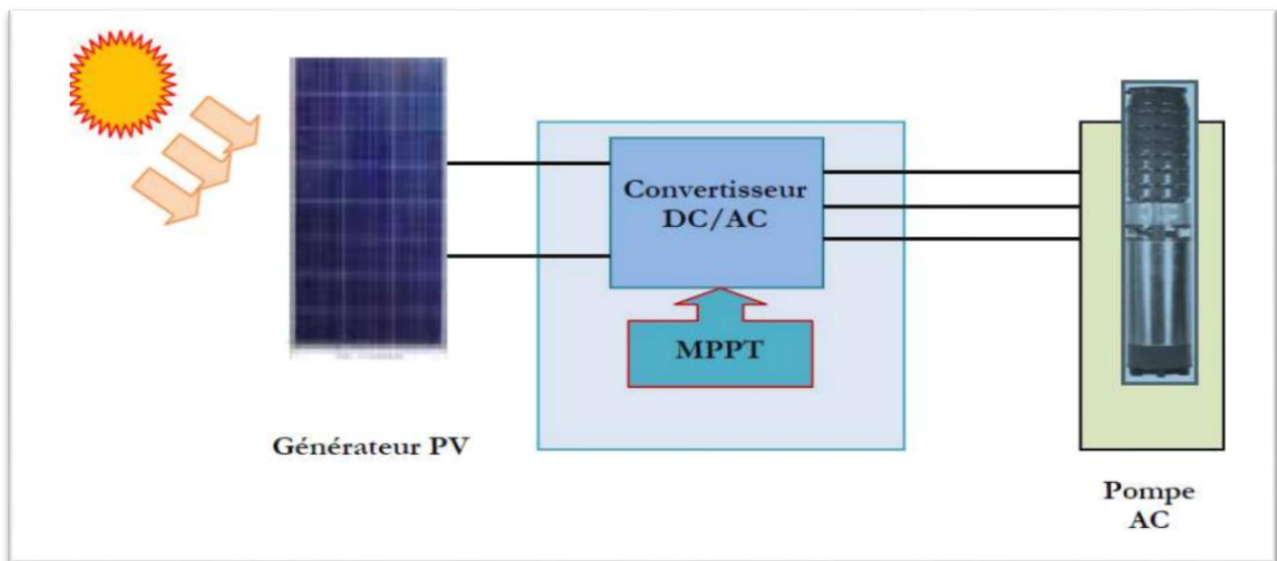 Convertisseur
DC/AC
MPPT
Générateur PV
Pompe
AC